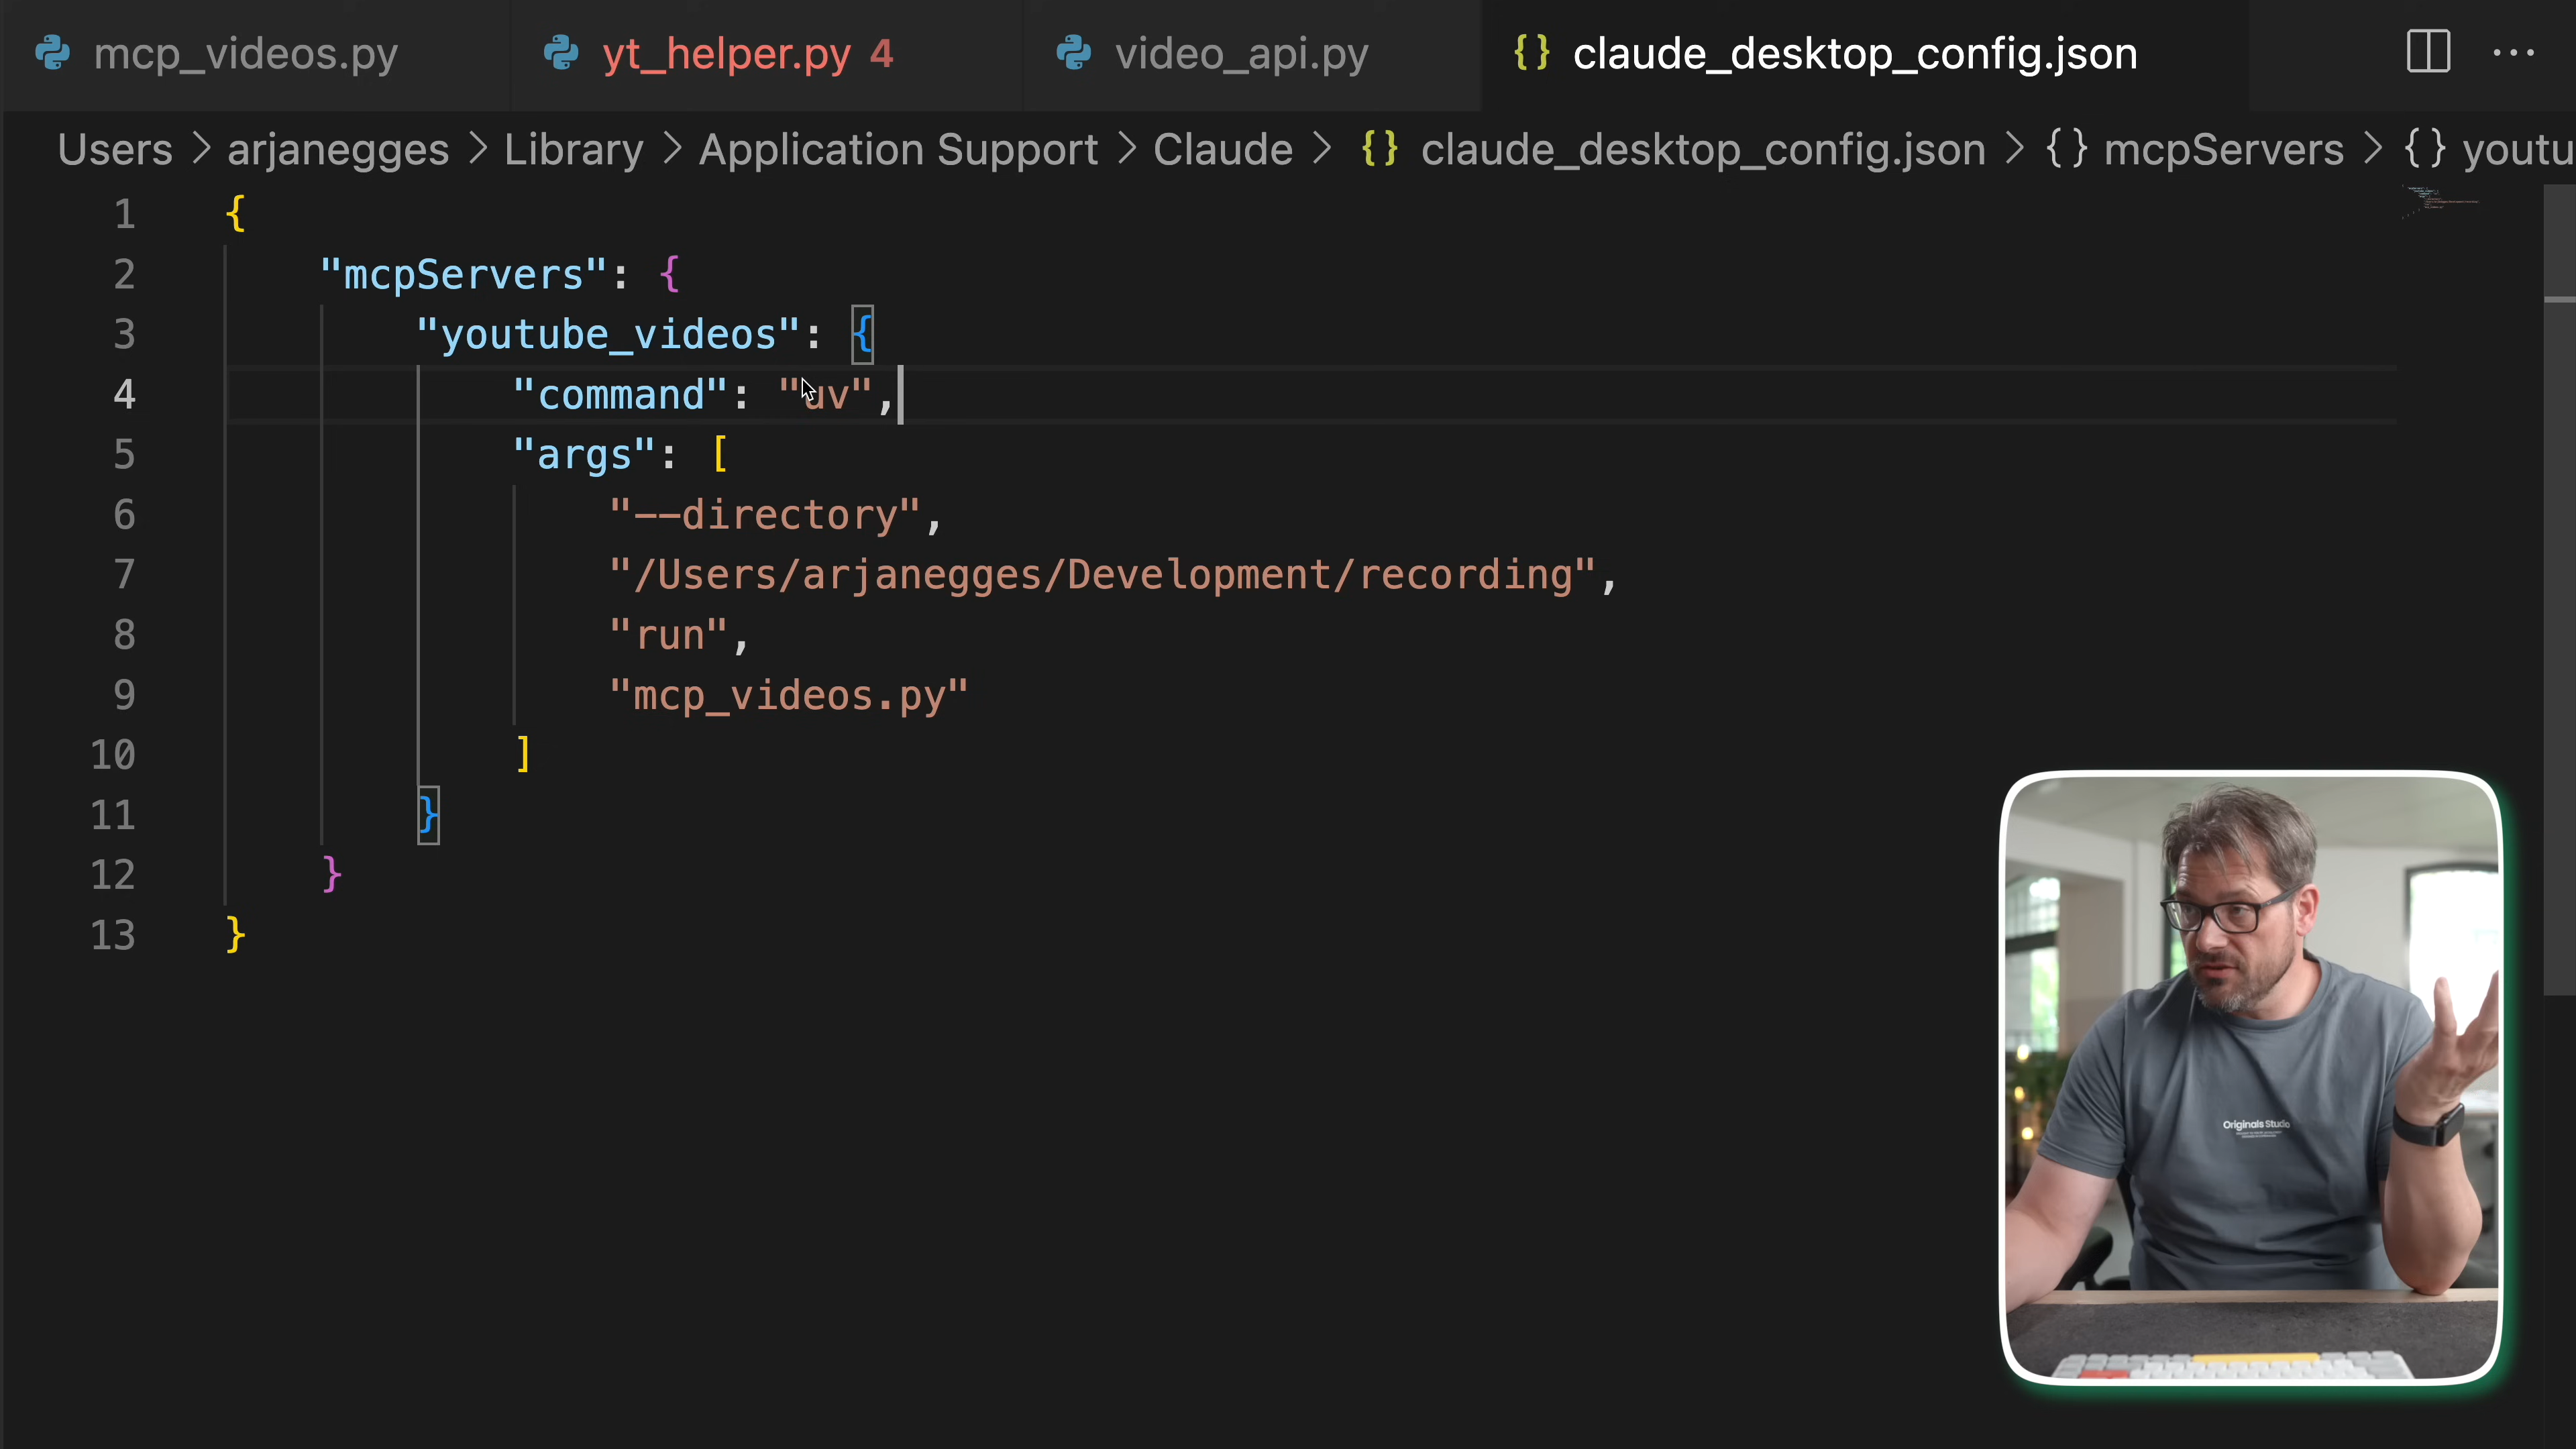 mcp_videos.py yt_helper.py 4 video_api.py {} claude_desktop_config.json ...
Users > arjanegges > Library > Application Support > Claude > {} claude_desktop_config.json > {} mcpServers > {} youtu
1 {
2 "mcpServers": {
3 "youtube_videos": {
4 "command": "uv",
5 "args": [
6 "--directory",
7 "/Users/arjanegges/Development/recording",
8 "run",
9 "mcp_videos.py"
10 ]
11 }
12 }
13 }
Originals Studio